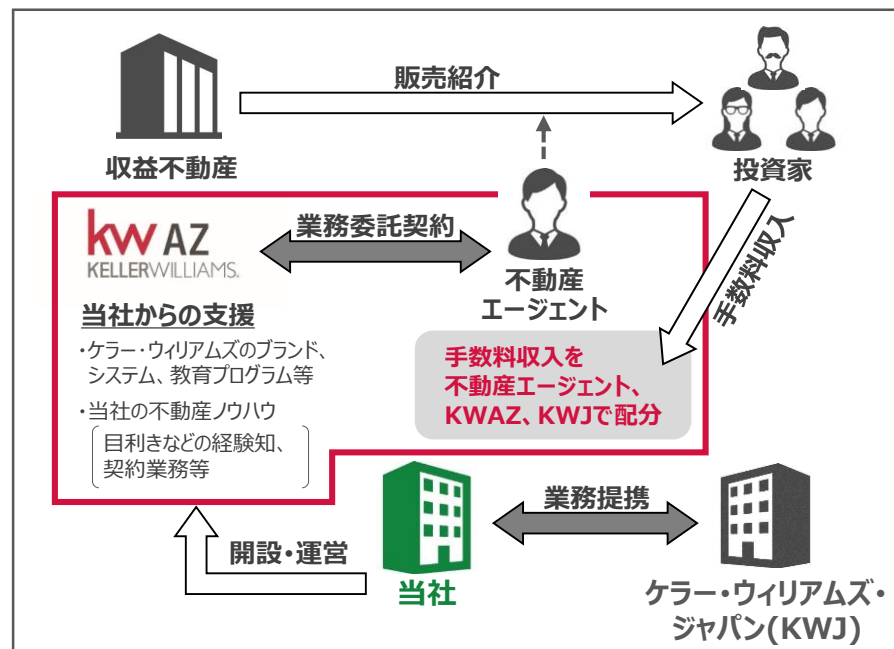 販売紹介
収益不動産
投資家
kw AZ
KELLERWILLIAMS.
業務委託契約
不動産
エージェント
手数料収入
当社からの支援
・ケラー・ウィリアムズのブランド、
システム、教育プログラム等
・当社の不動産ノウハウ
目利きなどの経験知、
契約業務等
手数料収入を
不動産エージェント、
KWAZ、KWJで配分
開設・運営
当社
業務提携
ケラー・ウィリアムズ・
ジャパン(KWJ)